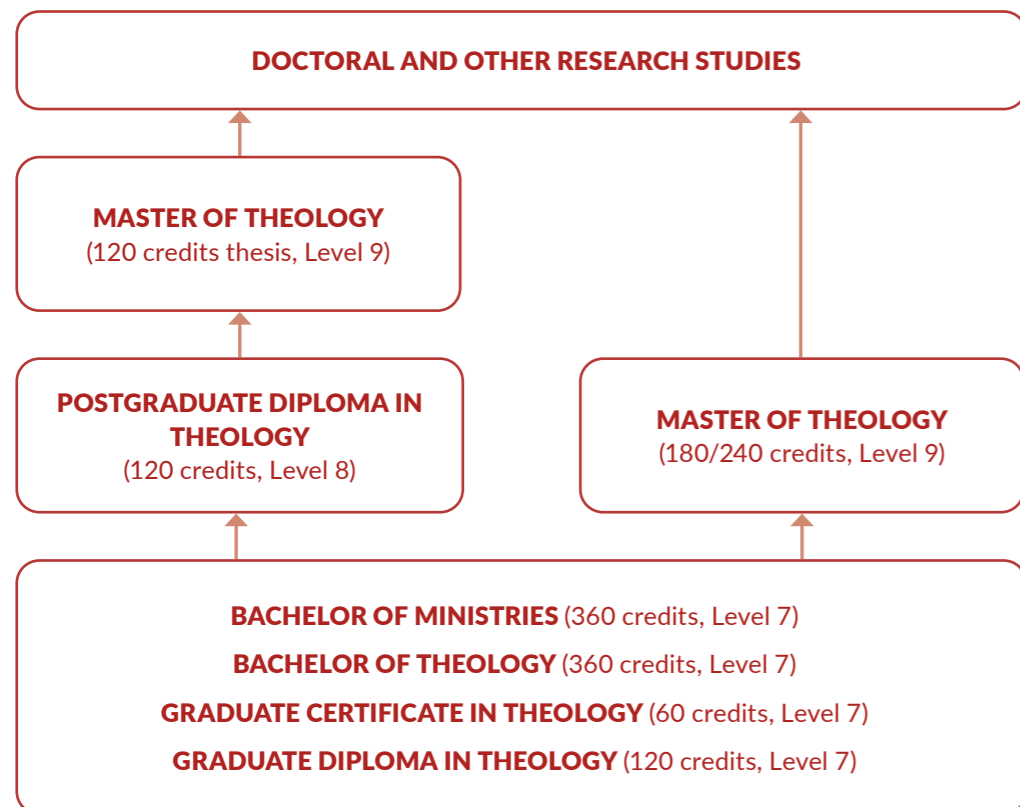 DOCTORAL AND OTHER RESEARCH STUDIES
MASTER OF THEOLOGY
(120 credits thesis, Level 9)
POSTGRADUATE DIPLOMA IN
THEOLOGY
(120 credits, Level 8)
MASTER OF THEOLOGY
(180/240 credits, Level 9)
BACHELOR OF MINISTRIES (360 credits, Level 7)
BACHELOR OF THEOLOGY (360 credits, Level 7)
GRADUATE CERTIFICATE IN THEOLOGY (60 credits, Level 7)
GRADUATE DIPLOMA IN THEOLOGY (120 credits, Level 7)